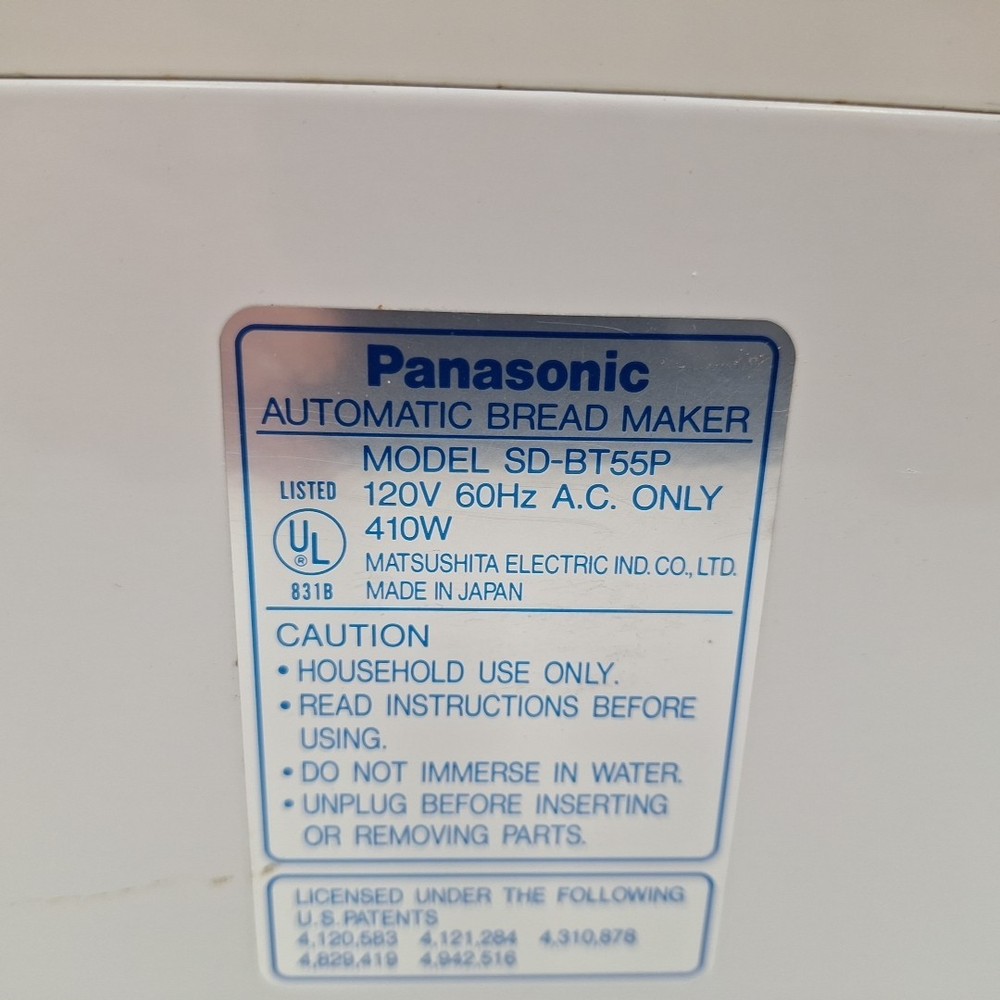 Panasonic
AUTOMATIC BREAD MAKER
MODEL SD-BT55P
LISTED
120V 60Hz A.C. ONLY
UL
®
410W
MATSUSHITA ELECTRIC IND. CO., LTD.
831B
MADE IN JAPAN
CAUTION
• HOUSEHOLD USE ONLY.
• READ INSTRUCTIONS BEFORE
USING.
• DO NOT IMMERSE IN WATER.
• UNPLUG BEFORE INSERTING
OR REMOVING PARTS.
LICENSED UNDER THE FOLLOWING
U.S. PATENTS
4,120,583 4,121,284 4,310,878
4,829,419 4,942,516